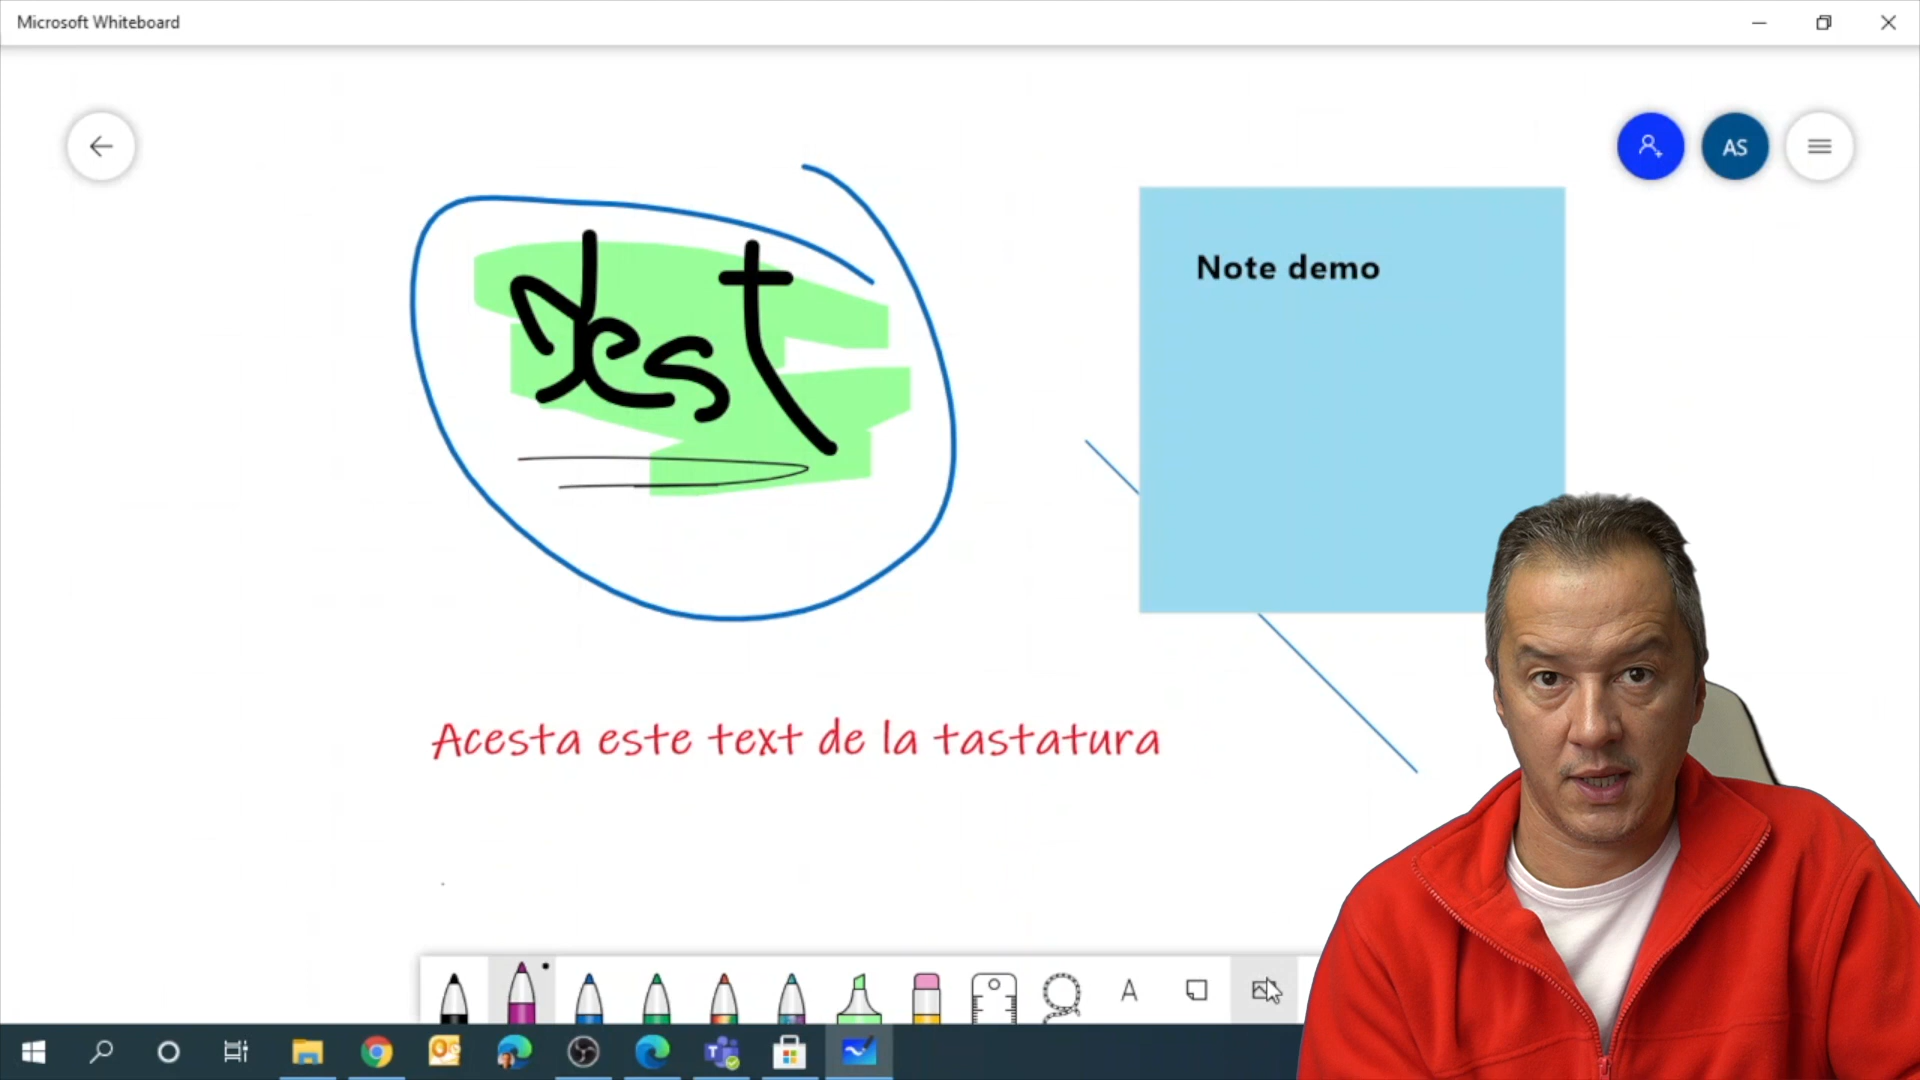 Microsoft Whiteboard
AS
Test
Note demo
Acesta este text de la tastatura
A